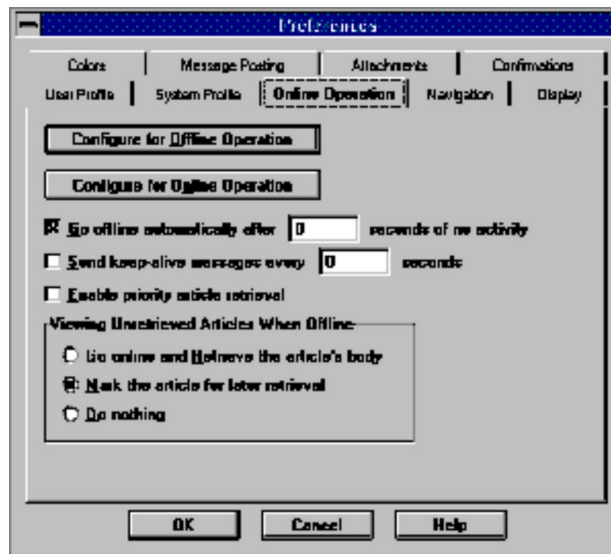 Preferences
Colors Message Posting Attachments Confirmations
User Profile System Profile Online Operation Navigation Display
Configure for Offline Operation
Configure for Online Operation
Go offline automatically after 0 seconds of no activity
Send keep-alive messages every 0 seconds
Enable priority article retrieval
Viewing Unretrieved Articles When Offline
Go online and Retrieve the article's body
Mark the article for later retrieval
Do nothing
OK Cancel Help